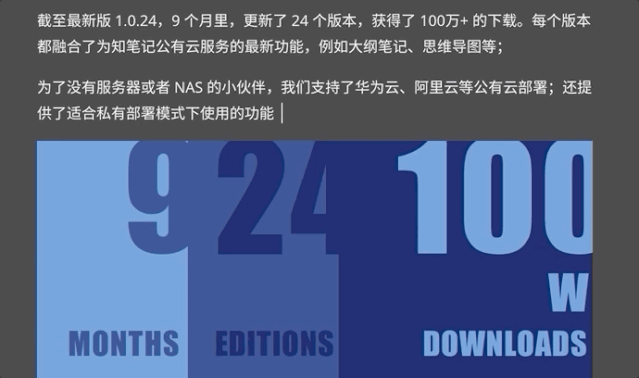 截至最新版 1.0.24，9 个月里，更新了 24 个版本，获得了 100万+ 的下载。每个版本
都融合了为知笔记公有云服务的最新功能，例如大纲笔记、思维导图等；
为了没有服务器或者 NAS 的小伙伴，我们支持了华为云、阿里云等公有云部署；还提
供了适合私有部署模式下使用的功能
9 24 100
W
MONTHS EDITIONS DOWNLOADS